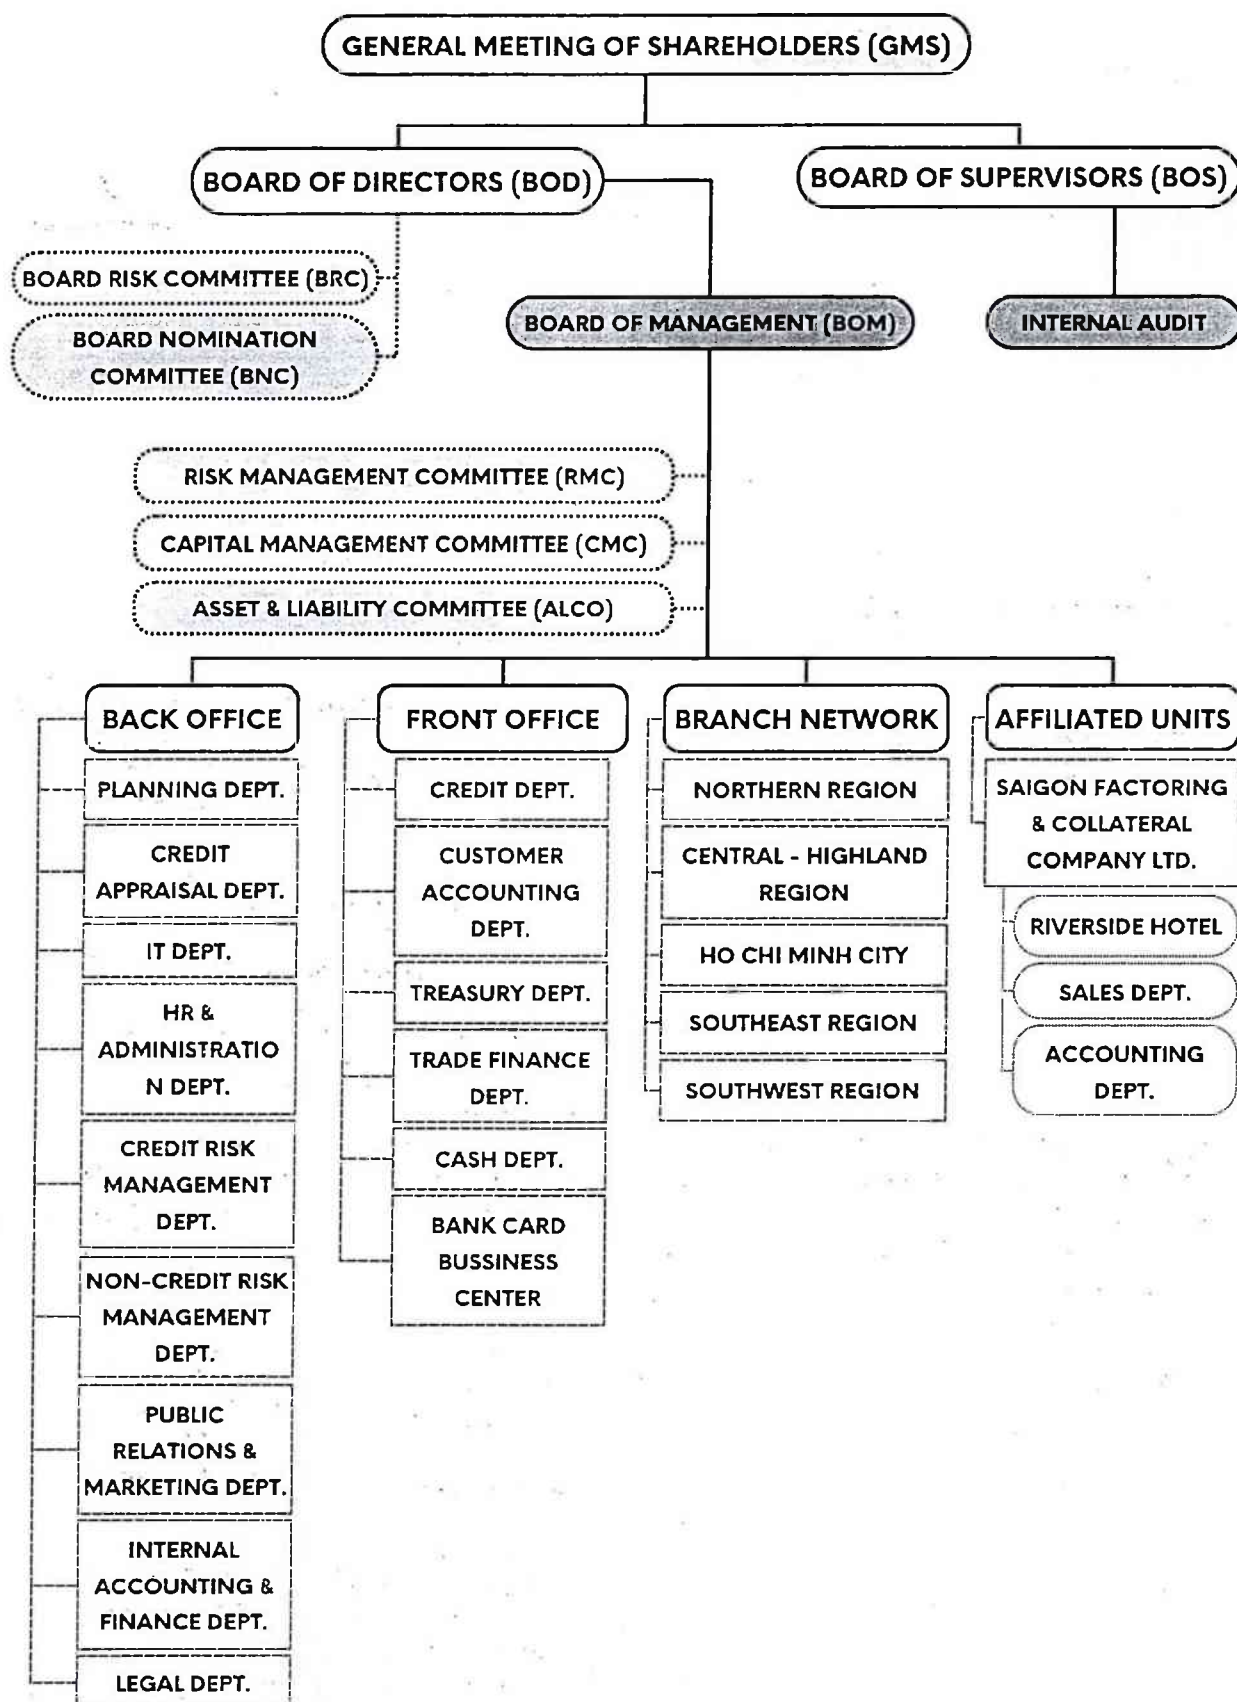 GENERAL MEETING OF SHAREHOLDERS (GMS)
BOARD OF DIRECTORS (BOD)
BOARD OF SUPERVISORS (BOS)
BOARD RISK COMMITTEE (BRC)
BOARD NOMINATION
COMMITTEE (BNC)
BOARD OF MANAGEMENT (BOM)
INTERNAL AUDIT
RISK MANAGEMENT COMMITTEE (RMC)
CAPITAL MANAGEMENT COMMITTEE (CMC)
ASSET & LIABILITY COMMITTEE (ALCO)
BACK OFFICE
PLANNING DEPT.
CREDIT
APPRAISAL DEPT.
IT DEPT.
HR &
ADMINISTRATIO
N DEPT.
CREDIT RISK
MANAGEMENT
DEPT.
NON-CREDIT RISK
MANAGEMENT
DEPT.
PUBLIC
RELATIONS &
MARKETING DEPT.
INTERNAL
ACCOUNTING &
FINANCE DEPT.
LEGAL DEPT.
FRONT OFFICE
CREDIT DEPT.
CUSTOMER
ACCOUNTING
DEPT.
TREASURY DEPT.
TRADE FINANCE
DEPT.
CASH DEPT.
BANK CARD
BUSSINESS
CENTER
BRANCH NETWORK
NORTHERN REGION
CENTRAL - HIGHLAND
REGION
HO CHI MINH CITY
SOUTHEAST REGION
SOUTHWEST REGION
AFFILIATED UNITS
SAIGON FACTORING
& COLLATERAL
COMPANY LTD.
RIVERSIDE HOTEL
SALES DEPT.
ACCOUNTING
DEPT.